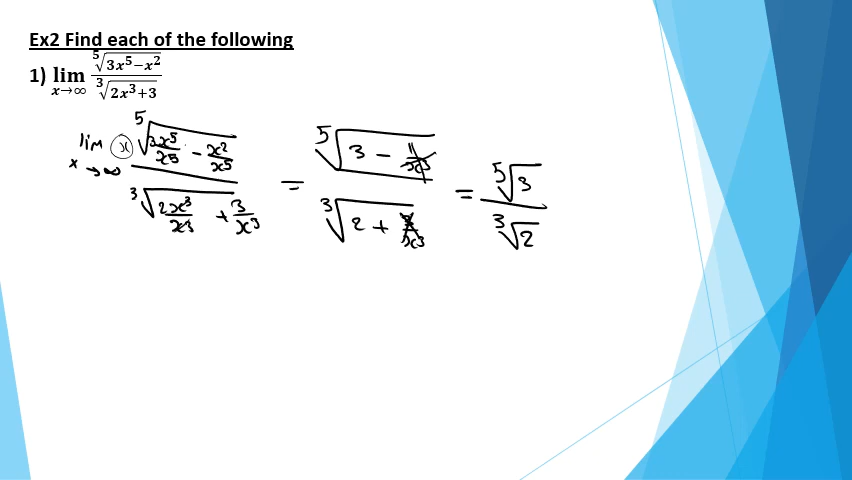 Ex2 Find each of the following
1) lim x→∞ ⁵√(3x⁵−x²) / ³√(2x³+3)
lim x→∞ (x) ⁵√(3x⁵/x⁵ − x²/x⁵) / ³√(2x³/x³ + 3/x³) = ⁵√(3 − 1/x³) / ³√(2 + 3/x³) = ⁵√3 / ³√2